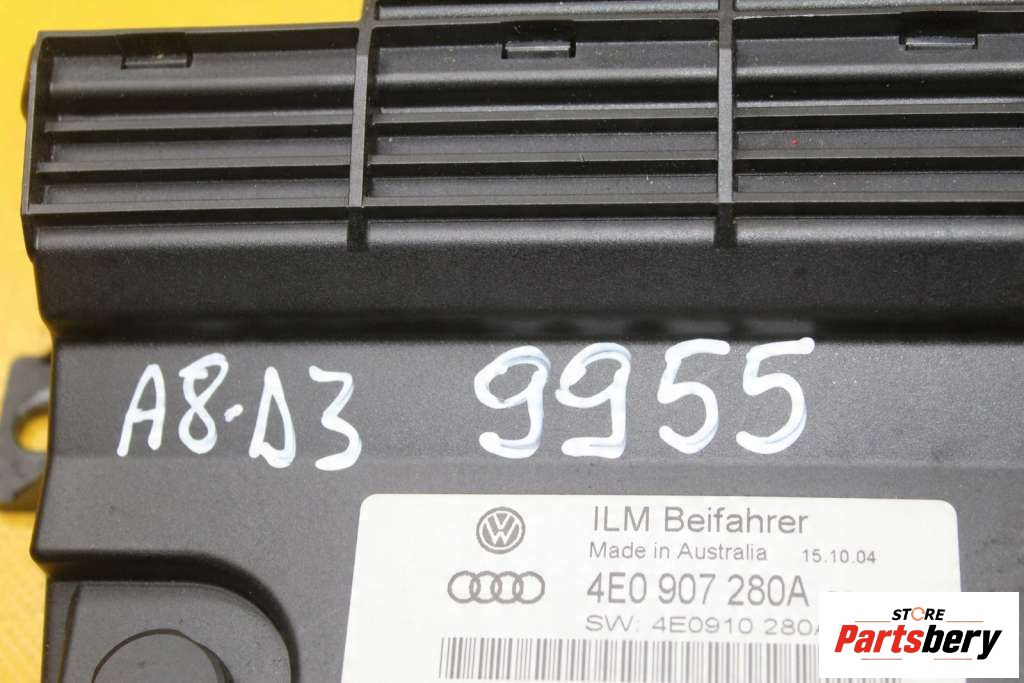 A8-D3 9955
ILM Beifahrer
Made in Australia 15.10.04
4E0 907 280A
SW: 4E0910 280A
STORE
Partsbery